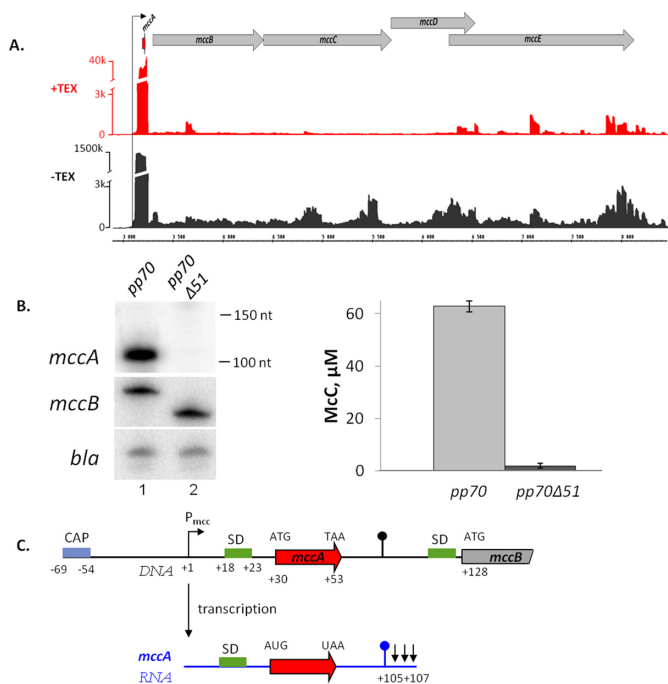 A.
mccA
mccB
mccC
mccD
mccE
40k
+TEX
3k
0
1500k
-TEX
3k
0
3 000 3 500 4 000 4 500 5 000 5 500 6 000 6 500 7 000 7 500 8 000
B.
pp70
pp70
Δ51
150 nt
100 nt
mccA
mccB
bla
1 2
McC, μM
60
40
20
0
pp70 pp70Δ51
C.
CAP
Pmcc
SD
ATG
TAA
mccA
SD
ATG
mccB
-69 -54
DNA
+1
+18 +23
+30
+53
+128
transcription
mccA
RNA
SD
AUG
UAA
+105 +107